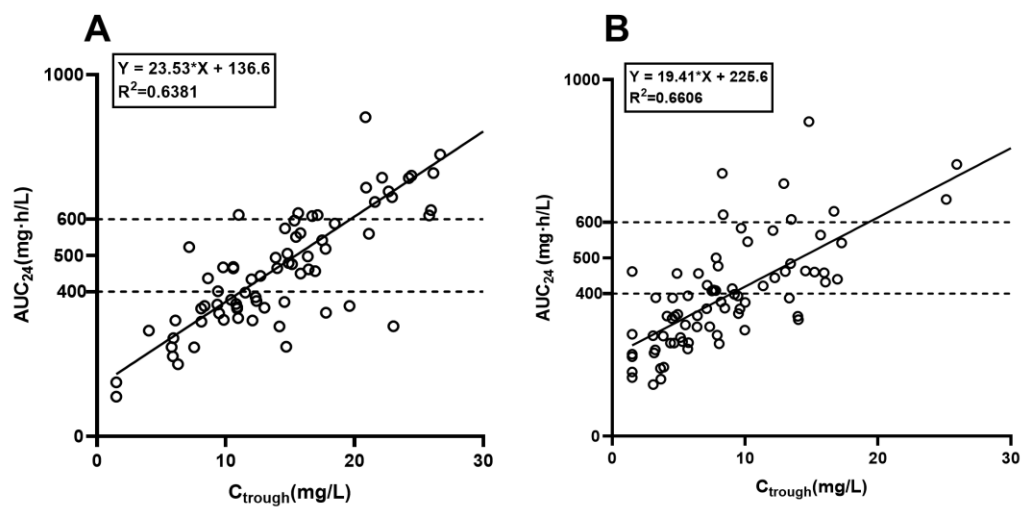 A
Y = 23.53*X + 136.6
R²=0.6381
1000
600
500
400
0
AUC₂₄(mg·h/L)
0 10 20 30
C_trough(mg/L)
B
Y = 19.41*X + 225.6
R²=0.6606
1000
600
500
400
0
AUC₂₄(mg·h/L)
0 10 20 30
C_trough(mg/L)